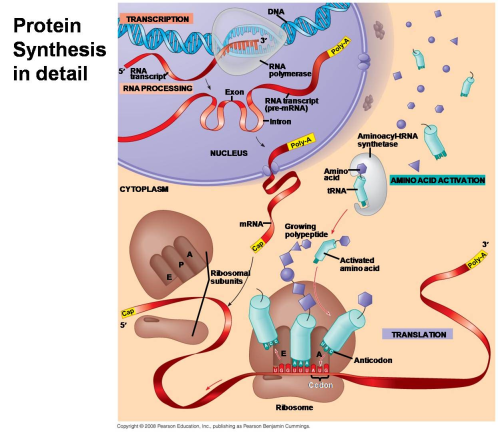 Protein
Synthesis
in detail
TRANSCRIPTION
DNA
3'
RNA
polymerase
5'
RNA
transcript
RNA PROCESSING
Poly-A
Exon
RNA transcript
(pre-mRNA)
Intron
NUCLEUS
Poly-A
Aminoacyl-tRNA
synthetase
Amino
acid
tRNA
AMINO ACID ACTIVATION
CYTOPLASM
mRNA
Cap
Growing
polypeptide
Activated
amino acid
3'
Poly-A
A
P
E
Ribosomal
subunits
Cap
5'
TRANSLATION
E
A
Anticodon
Codon
Ribosome
Copyright © 2008 Pearson Education, Inc., publishing as Pearson Benjamin Cummings.